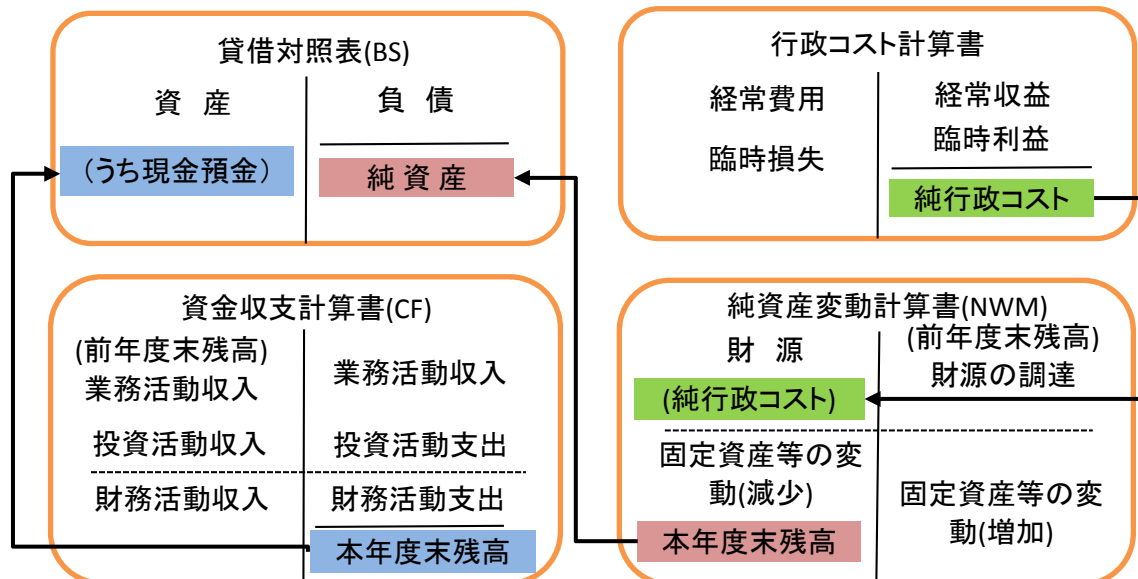 貸借対照表(BS)
資 産
負 債
(うち現金預金)
純 資 産
行政コスト計算書
経常費用
経常収益
臨時損失
臨時利益
純行政コスト
資金収支計算書(CF)
(前年度末残高)
業務活動収入
業務活動収入
投資活動収入
投資活動支出
財務活動収入
財務活動支出
本年度末残高
純資産変動計算書(NWM)
財 源
(前年度末残高)
財源の調達
(純行政コスト)
固定資産等の変
動(減少)
固定資産等の変
動(増加)
本年度末残高